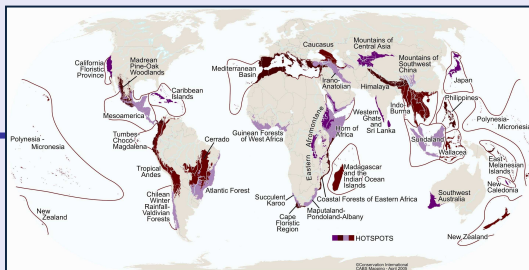 California
Floristic
Province
Madrean
Pine-Oak
Woodlands
Caribbean
Islands
Mesoamerica
Polynesia-
Micronesia
Tumbes-
Chocó-
Magdalena
Tropical
Andes
Cerrado
Atlantic Forest
Chilean
Winter
Rainfall-
Valdivian
Forests
New
Zealand
Mediterranean
Basin
Caucasus
Irano-
Anatolian
Mountains of
Central Asia
Mountains of
Southwest
China
Himalaya
Japan
Indo-
Burma
Western
Ghats
and
Sri Lanka
Philippines
Polynesia-
Micronesia
Guinean Forests
of West Africa
Eastern Afromontane
Horn of
Africa
Sundaland
Wallacea
East-
Melanesian
Islands
New
Caledonia
Madagascar
and the
Indian Ocean
Islands
Coastal Forests of Eastern Africa
Succulent
Karoo
Cape
Floristic
Region
Maputaland-
Pondoland-Albany
Southwest
Australia
New Zealand
HOTSPOTS
©Conservation International